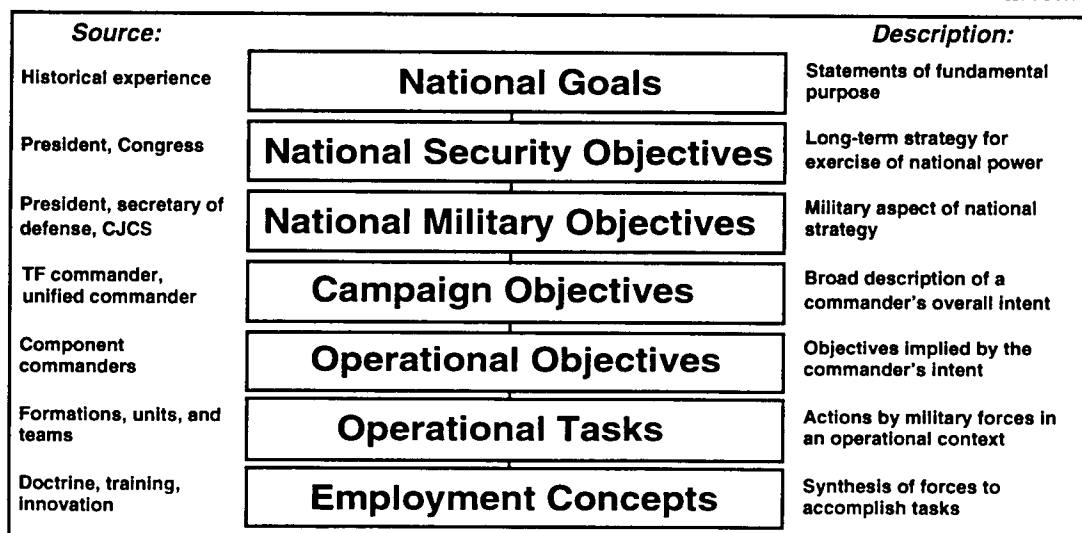 Source:
Description:
Historical experience
National Goals
Statements of fundamental
purpose
President, Congress
National Security Objectives
Long-term strategy for
exercise of national power
President, secretary of
defense, CJCS
National Military Objectives
Military aspect of national
strategy
TF commander,
unified commander
Campaign Objectives
Broad description of a
commander's overall intent
Component
commanders
Operational Objectives
Objectives implied by the
commander's intent
Formations, units, and
teams
Operational Tasks
Actions by military forces in
an operational context
Doctrine, training,
innovation
Employment Concepts
Synthesis of forces to
accomplish tasks